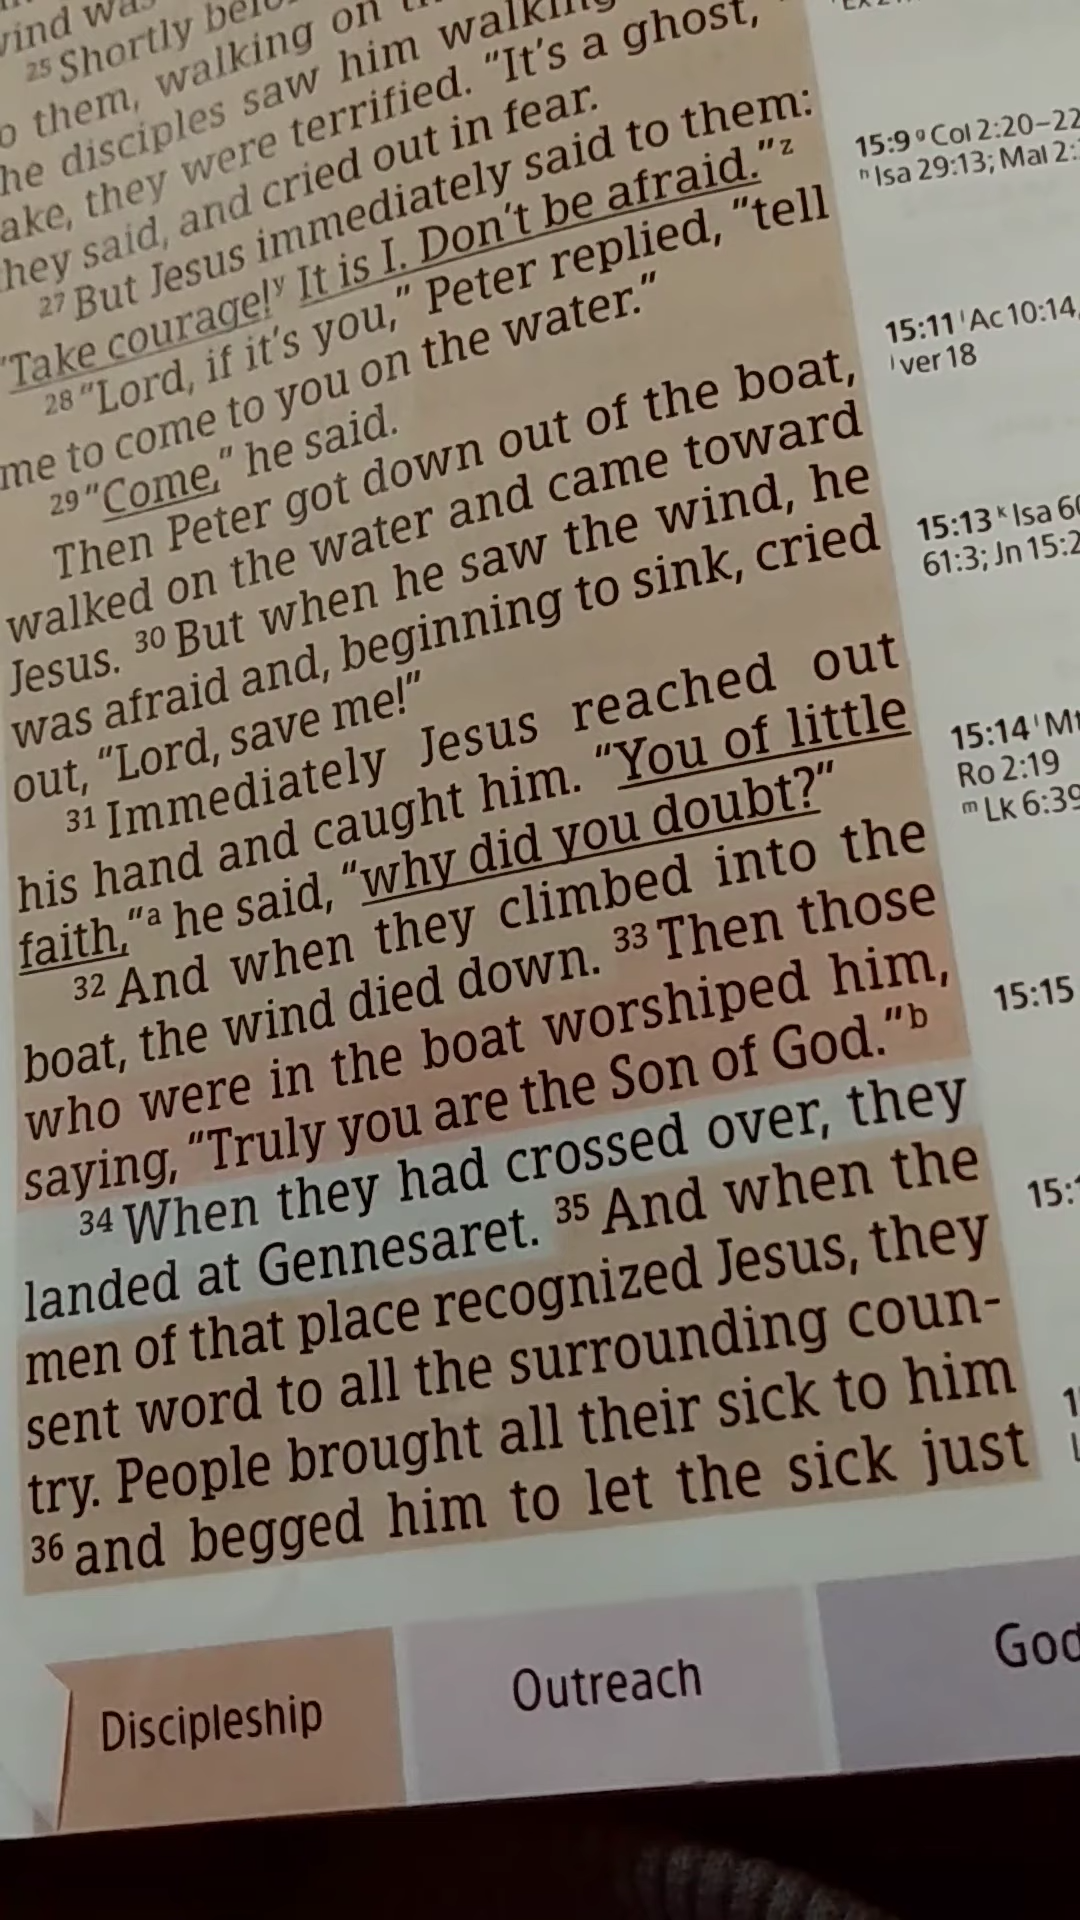 25 Shortly
them, walking on
he disciples saw him walking
ake, they were terrified. "It's a ghost,"
hey said, and cried out in fear.
27 But Jesus immediately said to them:
"Take courage!y It is I. Don't be afraid."z
28 "Lord, if it's you," Peter replied, "tell
me to come to you on the water."
29 "Come," he said.
Then Peter got down out of the boat,
walked on the water and came toward
Jesus. 30 But when he saw the wind, he
was afraid and, beginning to sink, cried
out, "Lord, save me!"
31 Immediately Jesus reached out
his hand and caught him. "You of little
faith,"a he said, "why did you doubt?"
32 And when they climbed into the
boat, the wind died down. 33 Then those
who were in the boat worshiped him,
saying, "Truly you are the Son of God."b
34 When they had crossed over, they
landed at Gennesaret. 35 And when the
men of that place recognized Jesus, they
sent word to all the surrounding coun-
try. People brought all their sick to him
36 and begged him to let the sick just
15:9 g Col 2:20–22
h Isa 29:13; Mal 2:
15:11 i Ac 10:14,
j ver 18
15:13 k Isa 60
61:3; Jn 15:2
15:14 l Mt
Ro 2:19
m Lk 6:39
15:15
15:
Discipleship
Outreach
God